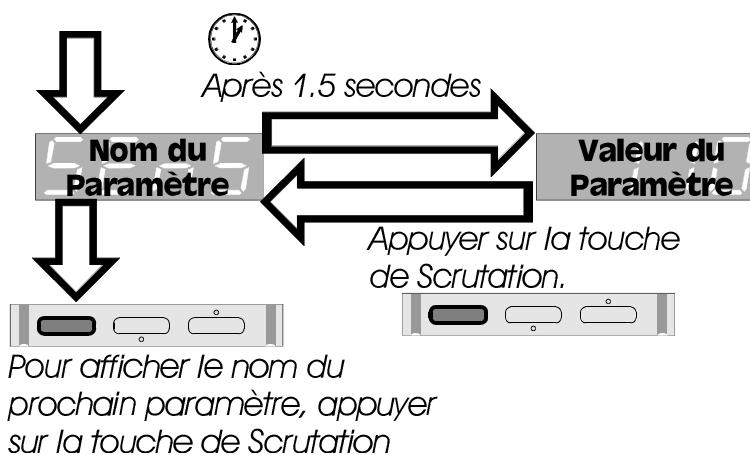 Après 1.5 secondes
Nom du
Paramètre
Valeur du
Paramètre
Appuyer sur la touche
de Scrutation.
Pour afficher le nom du
prochain paramètre, appuyer
sur la touche de Scrutation